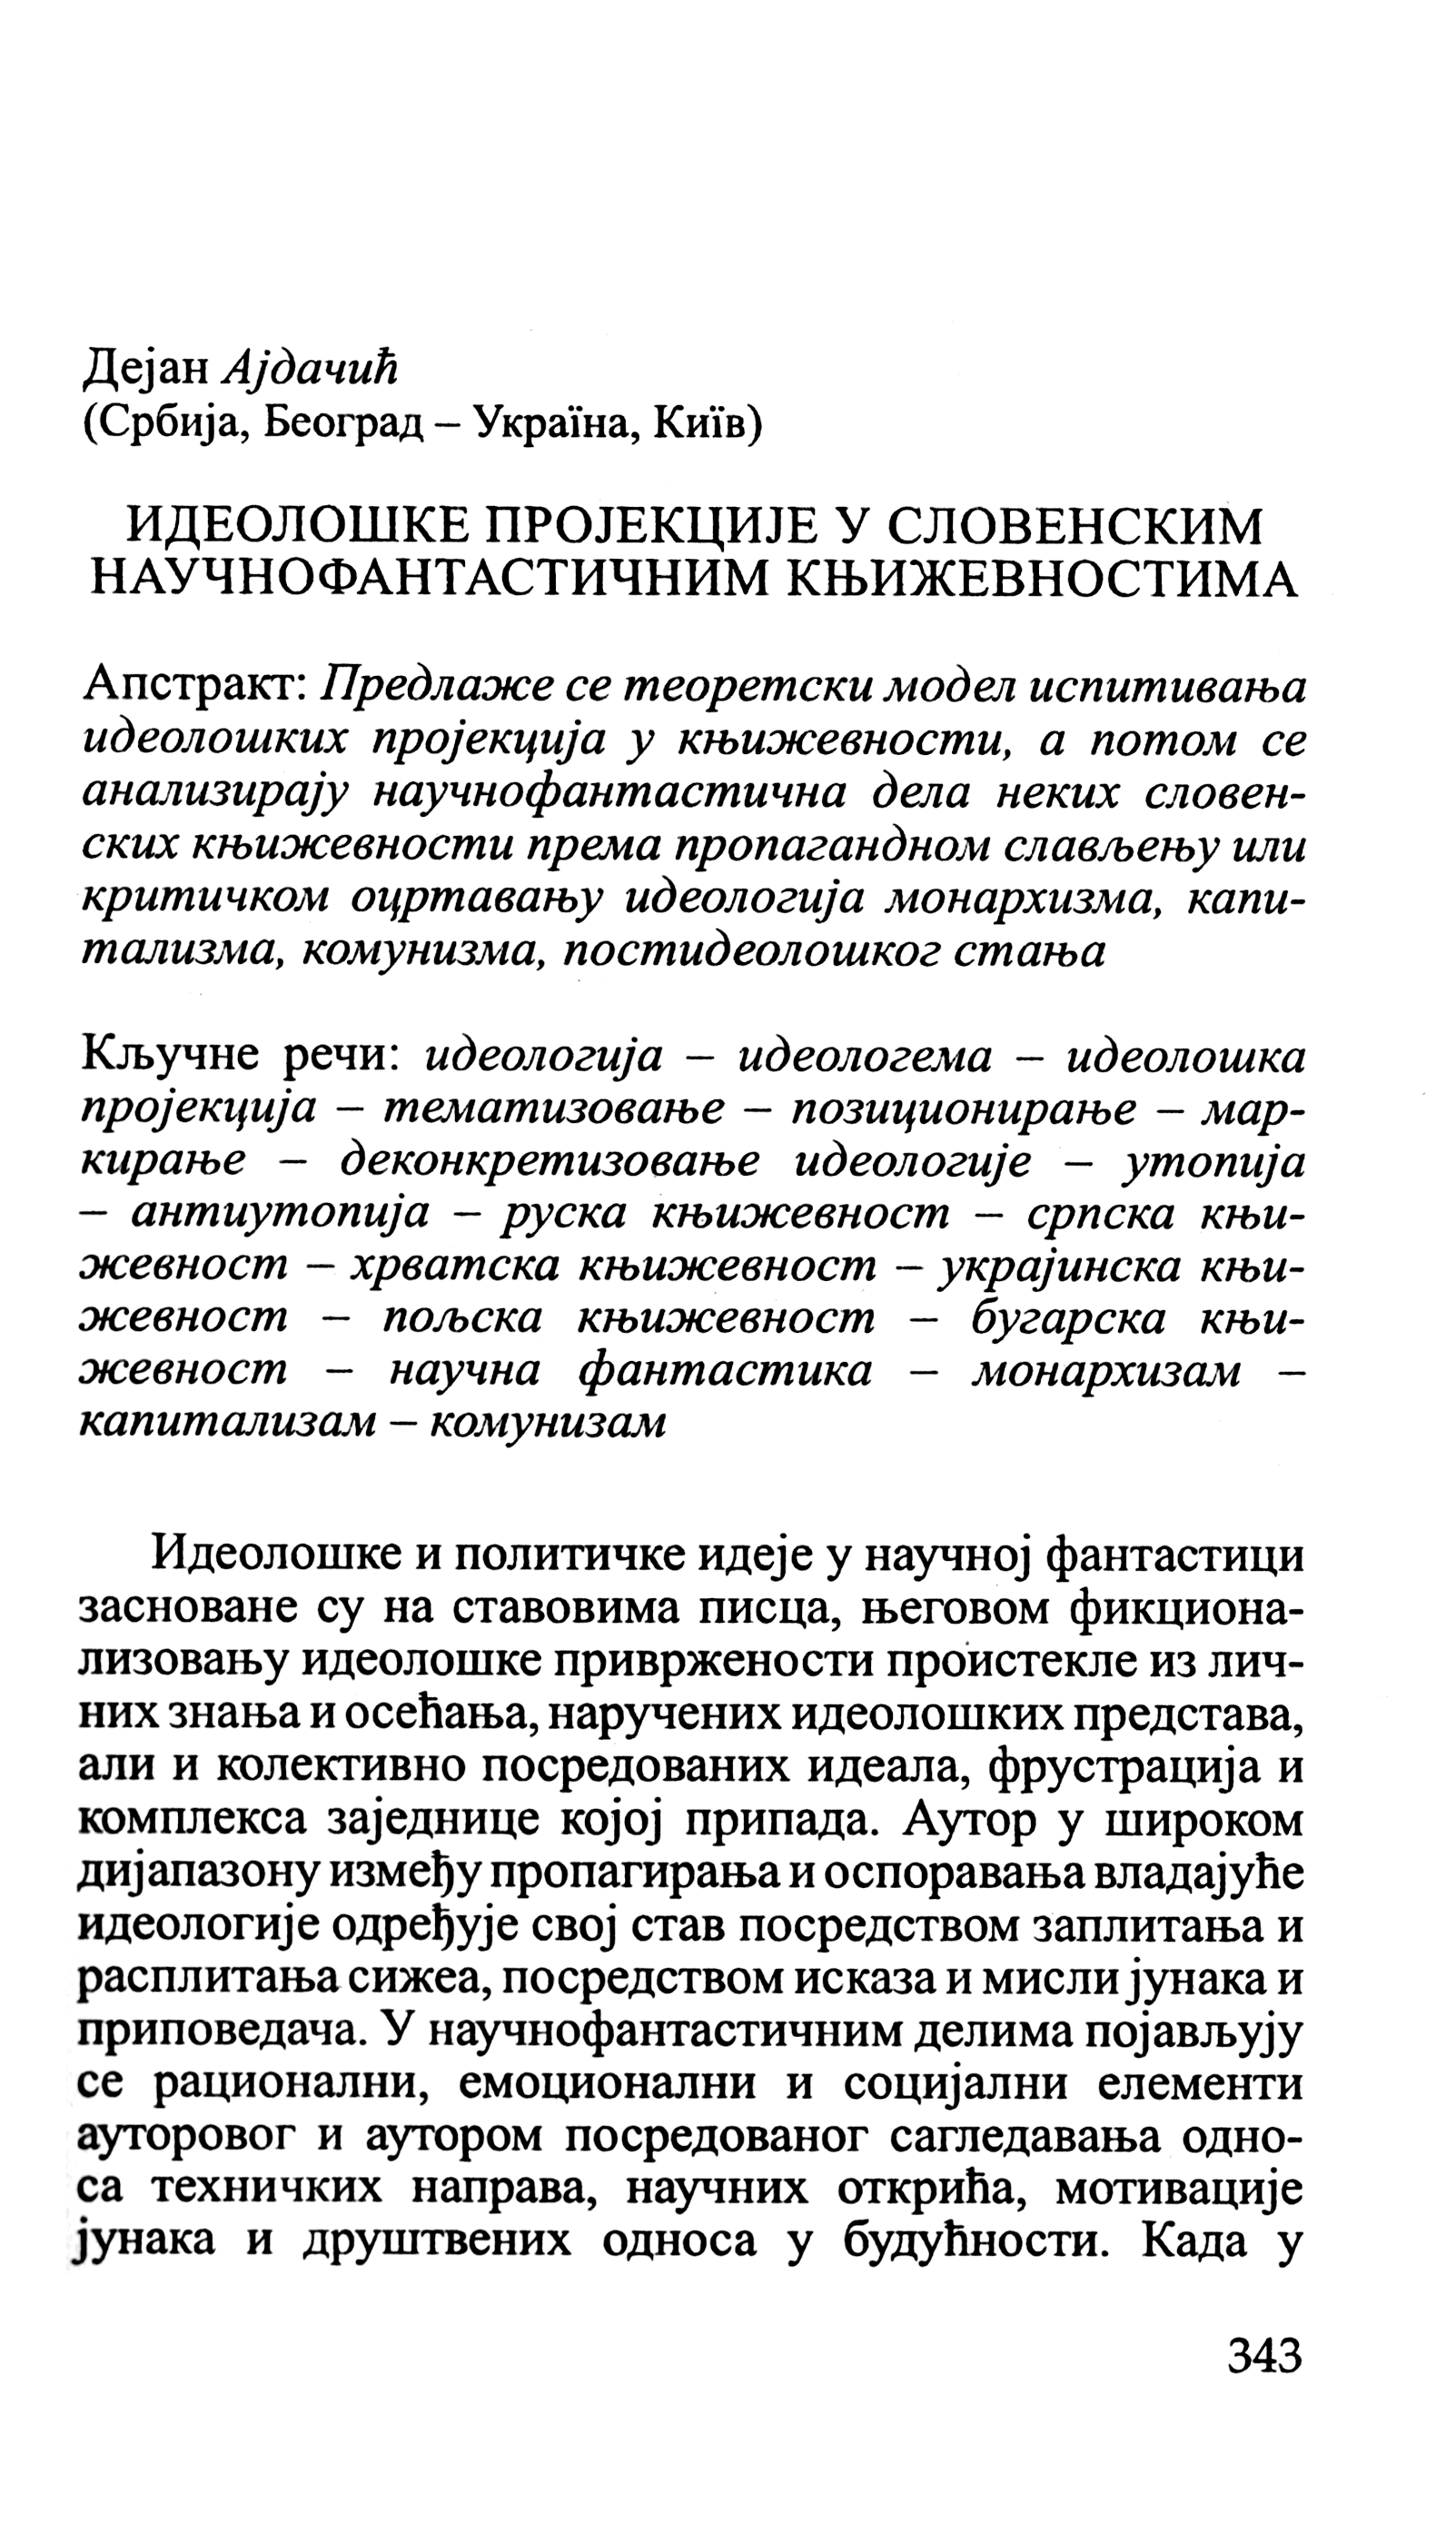 Дејан Ајдачић
(Србија, Београд – Україна, Київ)
ИДЕОЛОШКЕ ПРОЈЕКЦИЈЕ У СЛОВЕНСКИМ
НАУЧНОФАНТАСТИЧНИМ КЊИЖЕВНОСТИМА
Апстракт: Предлаже се теоретски модел испитивања
идеолошких пројекција у књижевности, а потом се
анализирају научнофантастична дела неких словен-
ских књижевности према пропагандном слављењу или
критичком оцртавању идеологија монархизма, капи-
тализма, комунизма, постидеолошког стања
Кључне речи: идеологија – идеологема – идеолошка
пројекција – тематизовање – позиционирање – мар-
кирање – деконкретизовање идеологије – утопија
– антиутопија – руска књижевност – српска књи-
жевност – хрватска књижевност – украјинска књи-
жевност – пољска књижевност – бугарска књи-
жевност – научна фантастика – монархизам –
капитализам – комунизам
Идеолошке и политичке идеје у научној фантастици
засноване су на ставовима писца, његовом фикциона-
лизовању идеолошке привржености проистекле из лич-
них знања и осећања, наручених идеолошких представа,
али и колективно посредованих идеала, фрустрација и
комплекса заједнице којој припада. Аутор у широком
дијапазону између пропагирања и оспоравања владајуће
идеологије одређује свој став посредством заплитања и
расплитања сижеа, посредством исказа и мисли јунака и
приповедача. У научнофантастичним делима појављују
се рационални, емоционални и социјални елементи
ауторовог и аутором посредованог сагледавања одно-
са техничких направа, научних открића, мотивације
јунака и друштвених односа у будућности. Када у
343